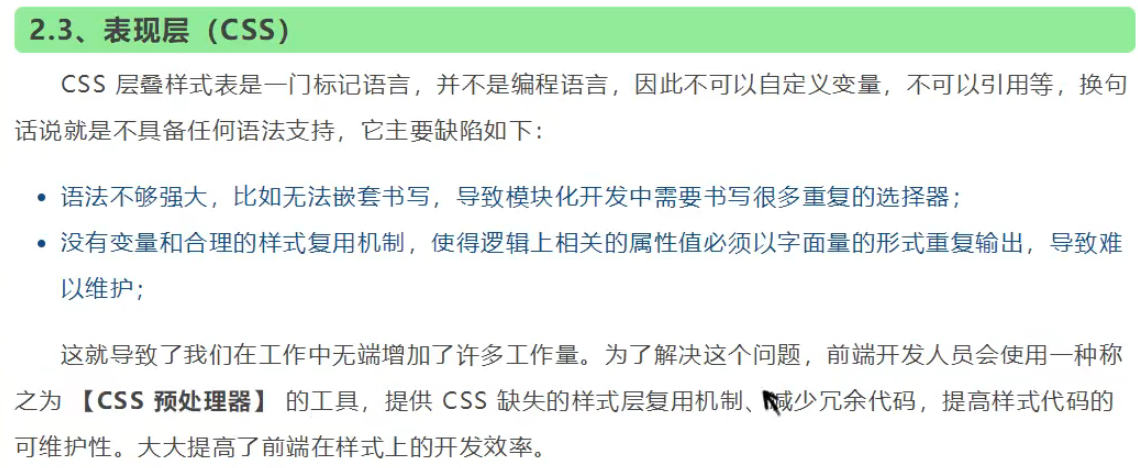 2.3、表现层（CSS）
CSS 层叠样式表是一门标记语言，并不是编程语言，因此不可以自定义变量，不可以引用等，换句
话说就是不具备任何语法支持，它主要缺陷如下：
• 语法不够强大，比如无法嵌套书写，导致模块化开发中需要书写很多重复的选择器；
• 没有变量和合理的样式复用机制，使得逻辑上相关的属性值必须以字面量的形式重复输出，导致难
以维护；
这就导致了我们在工作中无端增加了许多工作量。为了解决这个问题，前端开发人员会使用一种称
之为【CSS 预处理器】的工具，提供 CSS 缺失的样式层复用机制、减少冗余代码，提高样式代码的
可维护性。大大提高了前端在样式上的开发效率。